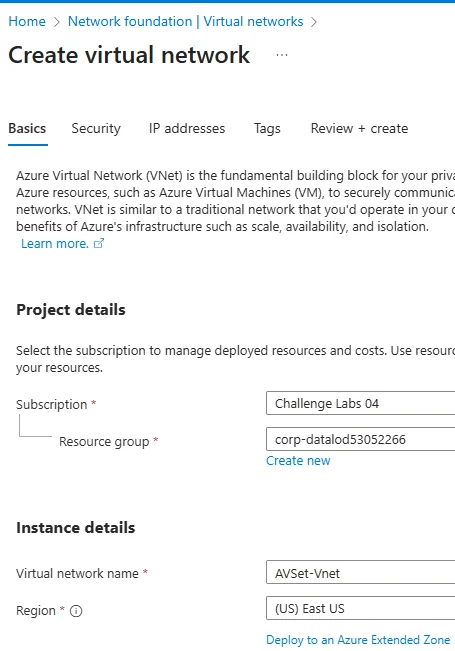 Home > Network foundation | Virtual networks >
Create virtual network ...
Basics Security IP addresses Tags Review + create
Azure Virtual Network (VNet) is the fundamental building block for your priva
Azure resources, such as Azure Virtual Machines (VM), to securely communic
networks. VNet is similar to a traditional network that you'd operate in your o
benefits of Azure's infrastructure such as scale, availability, and isolation.
Learn more.
Project details
Select the subscription to manage deployed resources and costs. Use resourc
your resources.
Subscription * Challenge Labs 04
Resource group * corp-datalod53052266
Create new
Instance details
Virtual network name * AVSet-Vnet
Region * (US) East US
Deploy to an Azure Extended Zone